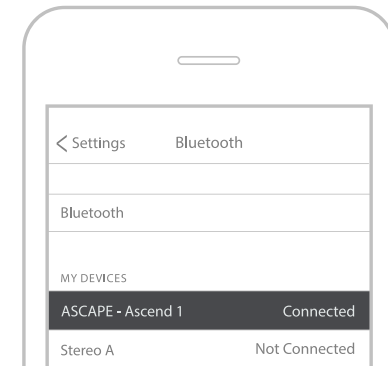 Settings Bluetooth
Bluetooth
MY DEVICES
ASCAPE - Ascend 1 Connected
Stereo A Not Connected